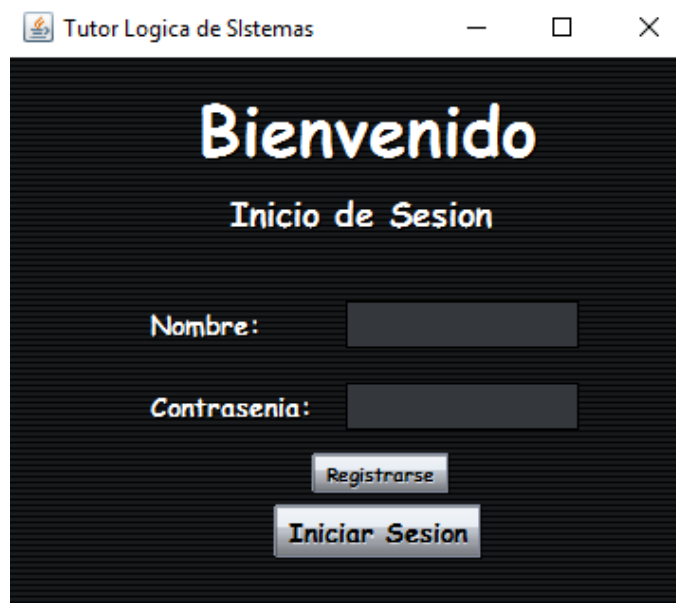 Tutor Logica de SIstemas
Bienvenido
Inicio de Sesion
Nombre:
Contrasenia:
Registrarse
Iniciar Sesion